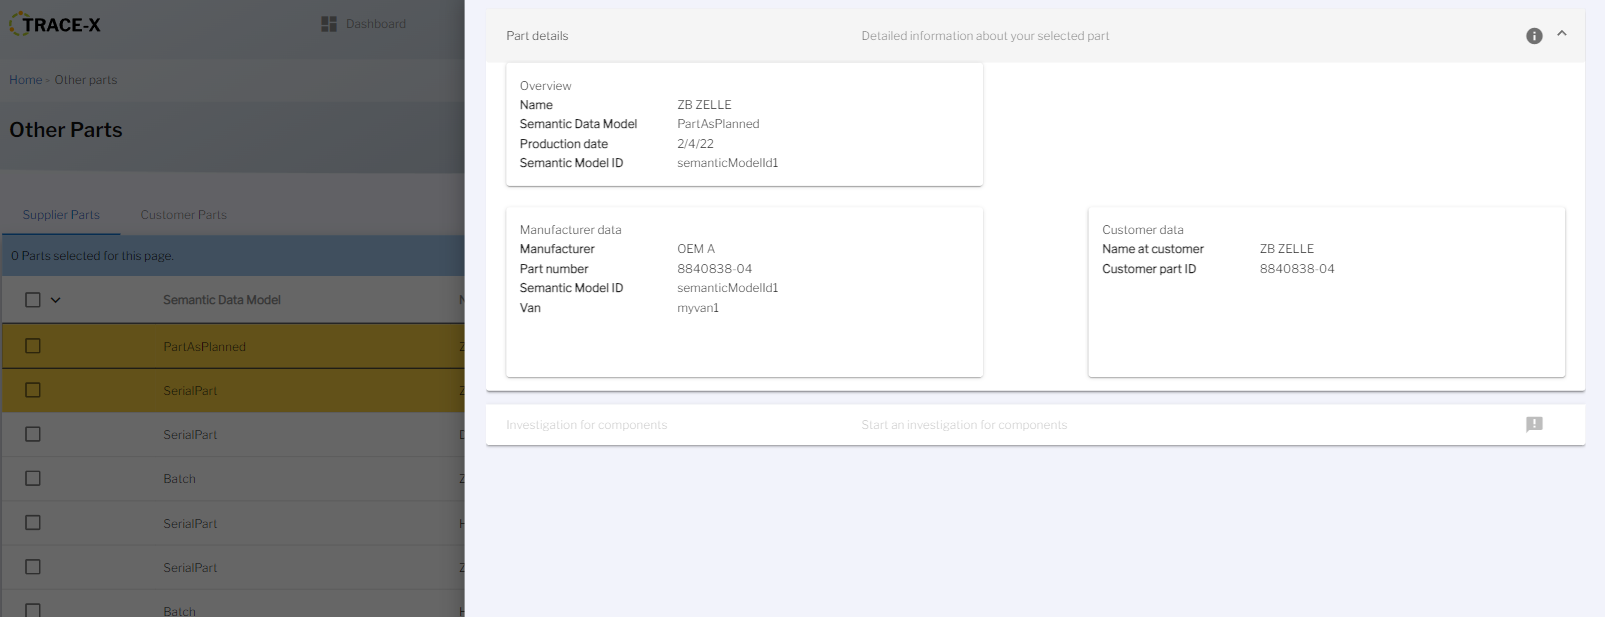 TRACE-X
Dashboard
Home › Other parts
Other Parts
Supplier Parts Customer Parts
0 Parts selected for this page.
Semantic Data Model
PartAsPlanned
SerialPart
SerialPart
Batch
SerialPart
SerialPart
Batch
Part details Detailed information about your selected part
Overview
Name ZB ZELLE
Semantic Data Model PartAsPlanned
Production date 2/4/22
Semantic Model ID semanticModelId1
Manufacturer data
Manufacturer OEM A
Part number 8840838-04
Semantic Model ID semanticModelId1
Van myvan1
Customer data
Name at customer ZB ZELLE
Customer part ID 8840838-04
Investigation for components Start an investigation for components